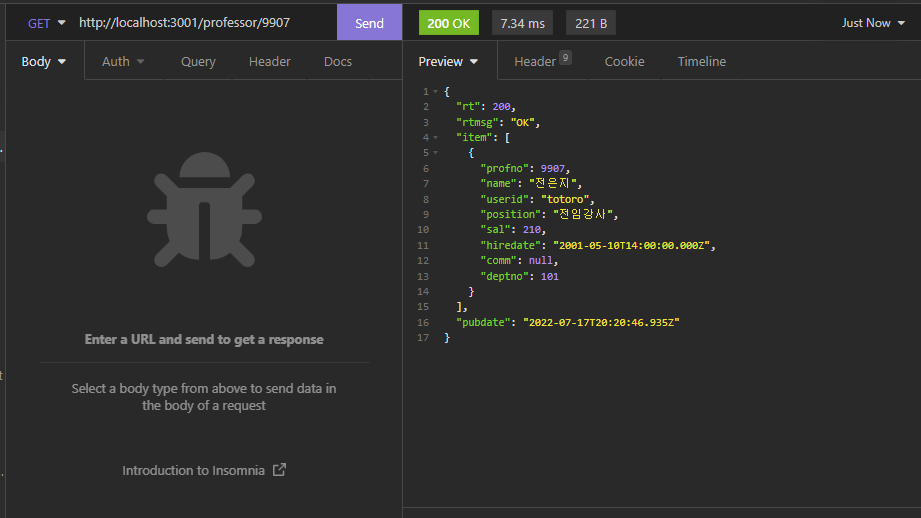 GET http://localhost:3001/professor/9907 Send 200 OK 7.34 ms 221 B Just Now
Body Auth Query Header Docs Preview Header 9 Cookie Timeline
1 {
2 "rt": 200,
3 "rtmsg": "OK",
4 "item": [
5 {
6 "profno": 9907,
7 "name": "전은지",
8 "userid": "totoro",
9 "position": "전임강사",
10 "sal": 210,
11 "hiredate": "2001-05-10T14:00:00.000Z",
12 "comm": null,
13 "deptno": 101
14 }
15 ],
16 "pubdate": "2022-07-17T20:20:46.935Z"
17 }
Enter a URL and send to get a response
Select a body type from above to send data in
the body of a request
Introduction to Insomnia